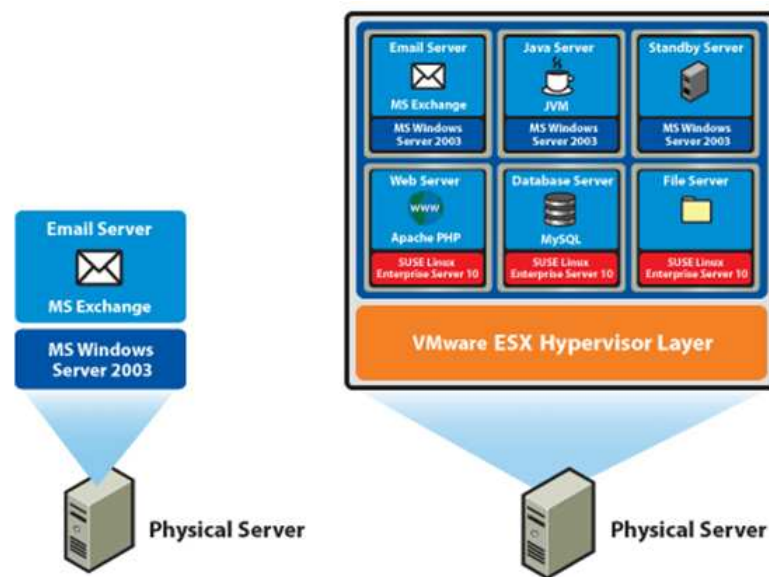 Email Server
MS Exchange
MS Windows
Server 2003
Physical Server
Email Server
MS Exchange
MS Windows
Server 2003
Java Server
JVM
MS Windows
Server 2003
Standby Server
MS Windows
Server 2003
Web Server
www
Apache PHP
SUSE Linux
Enterprise Server 10
Database Server
MySQL
SUSE Linux
Enterprise Server 10
File Server
SUSE Linux
Enterprise Server 10
VMware ESX Hypervisor Layer
Physical Server